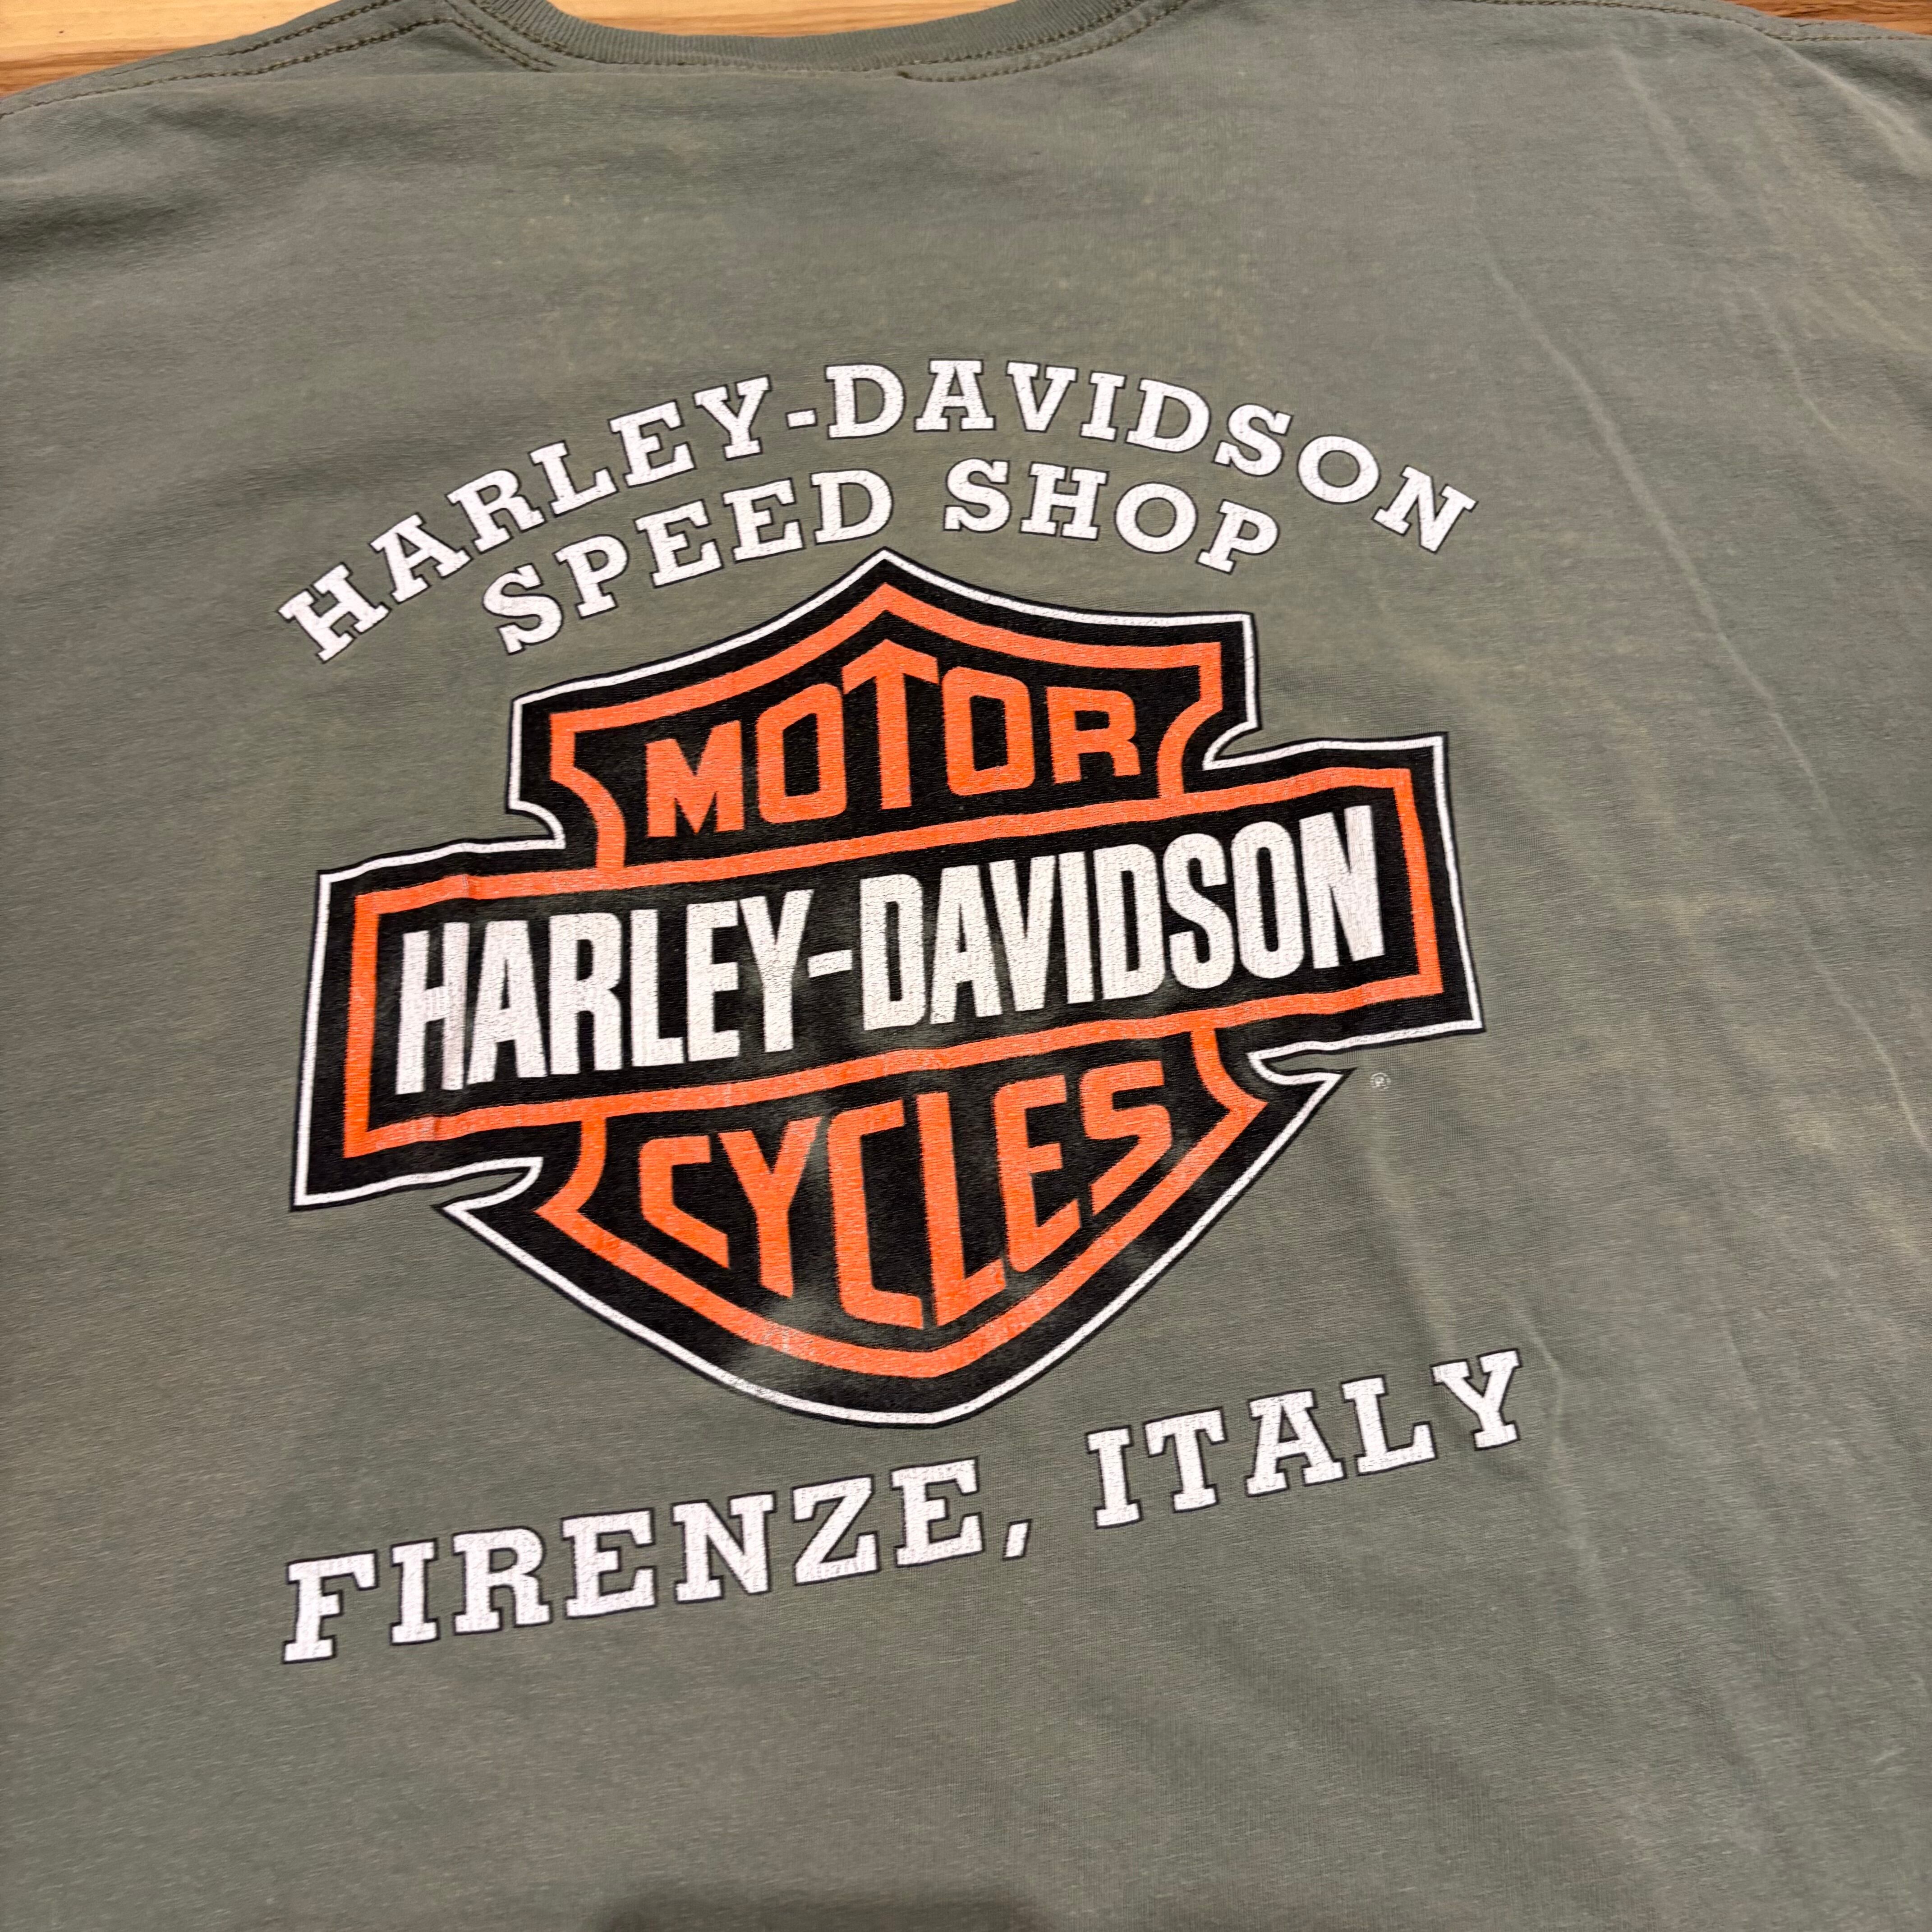 HARLEY-DAVIDSON
SPEED SHOP
MOTOR
HARLEY-DAVIDSON
®
CYCLES
FIRENZE, ITALY